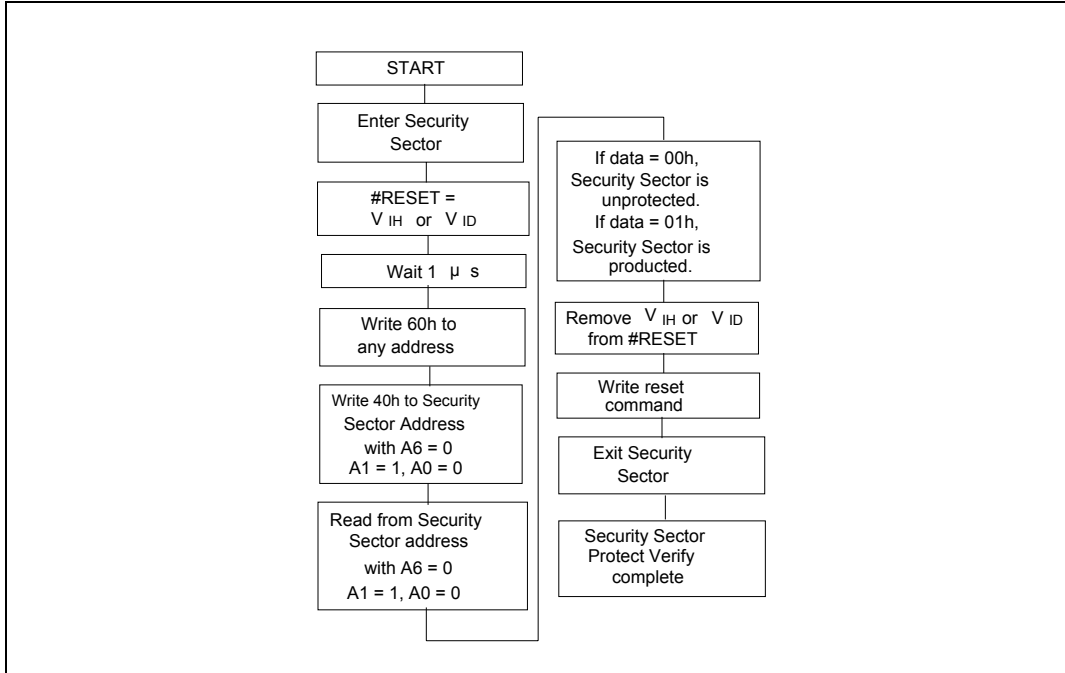 START
Enter Security
Sector
#RESET =
V IH or V ID
Wait 1 µ s
Write 60h to
any address
Write 40h to Security
Sector Address
with A6 = 0
A1 = 1, A0 = 0
Read from Security
Sector address
with A6 = 0
A1 = 1, A0 = 0
If data = 00h,
Security Sector is
unprotected.
If data = 01h,
Security Sector is
producted.
Remove V IH or V ID
from #RESET
Write reset
command
Exit Security
Sector
Security Sector
Protect Verify
complete